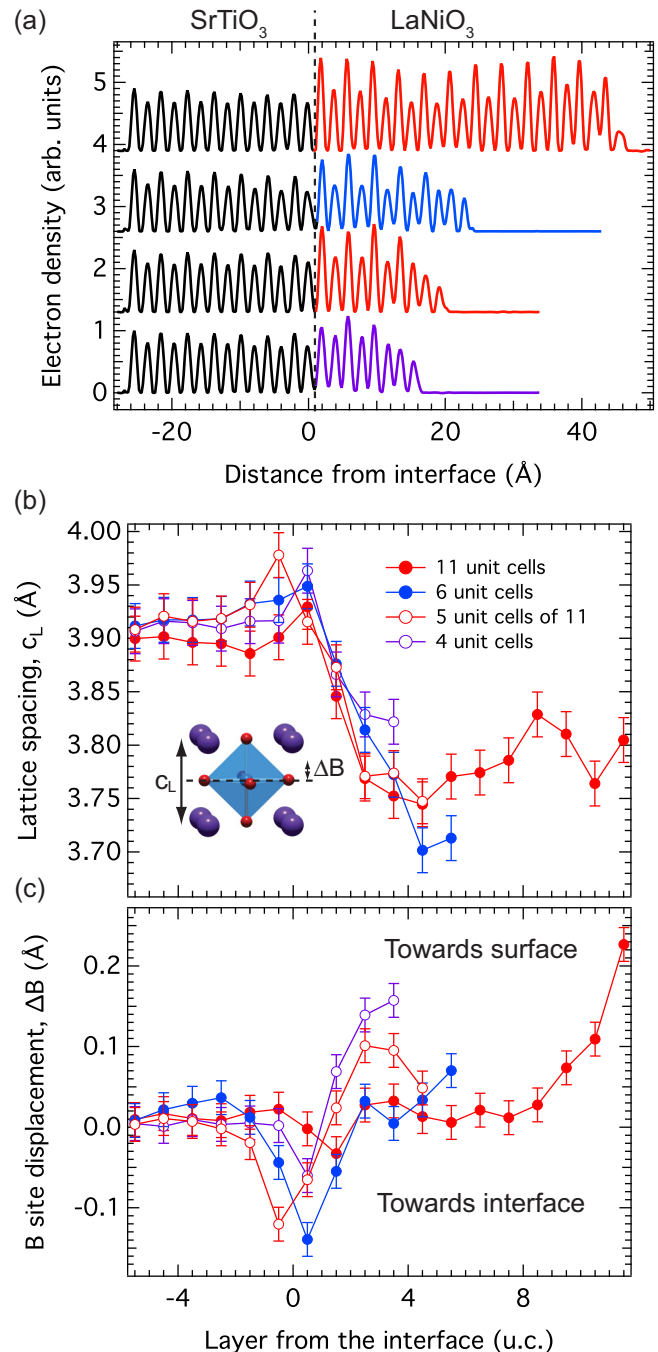 (a)
SrTiO₃
LaNiO₃
Electron density (arb. units)
5
4
3
2
1
0
-20
0
20
40
Distance from interface (Å)
(b)
Lattice spacing, c_L (Å)
4.00
3.95
3.90
3.85
3.80
3.75
3.70
11 unit cells
6 unit cells
5 unit cells of 11
4 unit cells
c_L
ΔB
(c)
B site displacement, ΔB (Å)
0.2
0.1
0.0
-0.1
Towards surface
Towards interface
-4
0
4
8
Layer from the interface (u.c.)